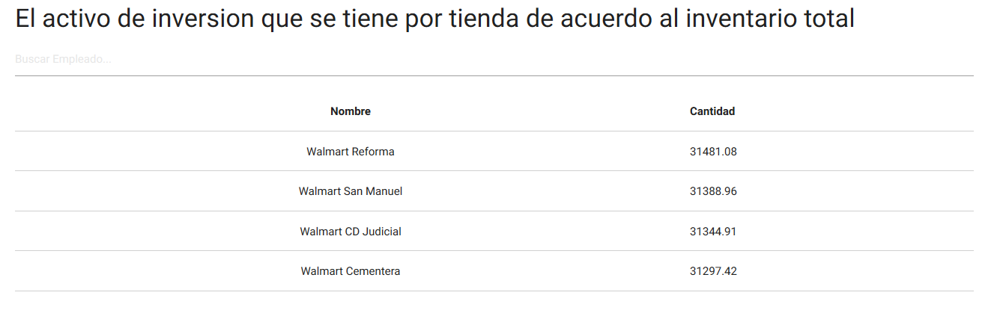 El activo de inversion que se tiene por tienda de acuerdo al inventario total
Buscar Empleado...
Nombre Cantidad
Walmart Reforma 31481.08
Walmart San Manuel 31388.96
Walmart CD Judicial 31344.91
Walmart Cementera 31297.42